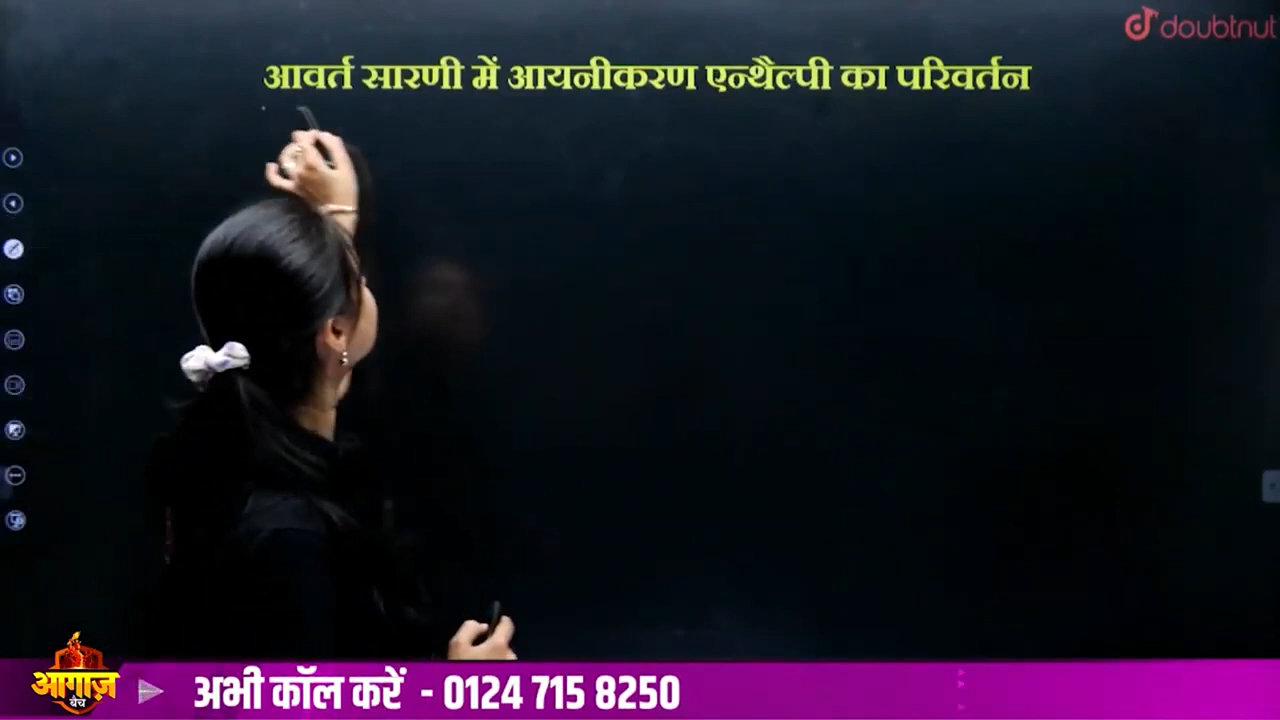 doubtnut
आवर्त सारणी में आयनीकरण एन्थैल्पी का परिवर्तन
आगाज़
बैच
अभी कॉल करें - 0124 715 8250